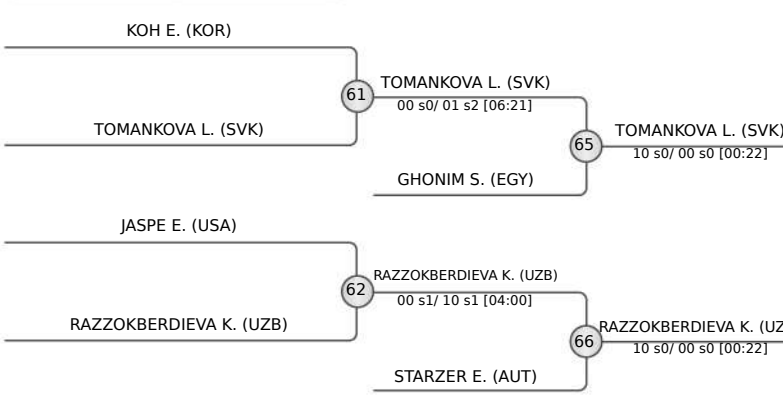 KOH E. (KOR)
61
TOMANKOVA L. (SVK)
00 s0/ 01 s2 [06:21]
TOMANKOVA L. (SVK)
65
TOMANKOVA L. (SVK)
10 s0/ 00 s0 [00:22]
GHONIM S. (EGY)
JASPE E. (USA)
62
RAZZOKBERDIEVA K. (UZB)
00 s1/ 10 s1 [04:00]
RAZZOKBERDIEVA K. (UZB)
66
RAZZOKBERDIEVA K. (UZ
10 s0/ 00 s0 [00:22]
STARZER E. (AUT)